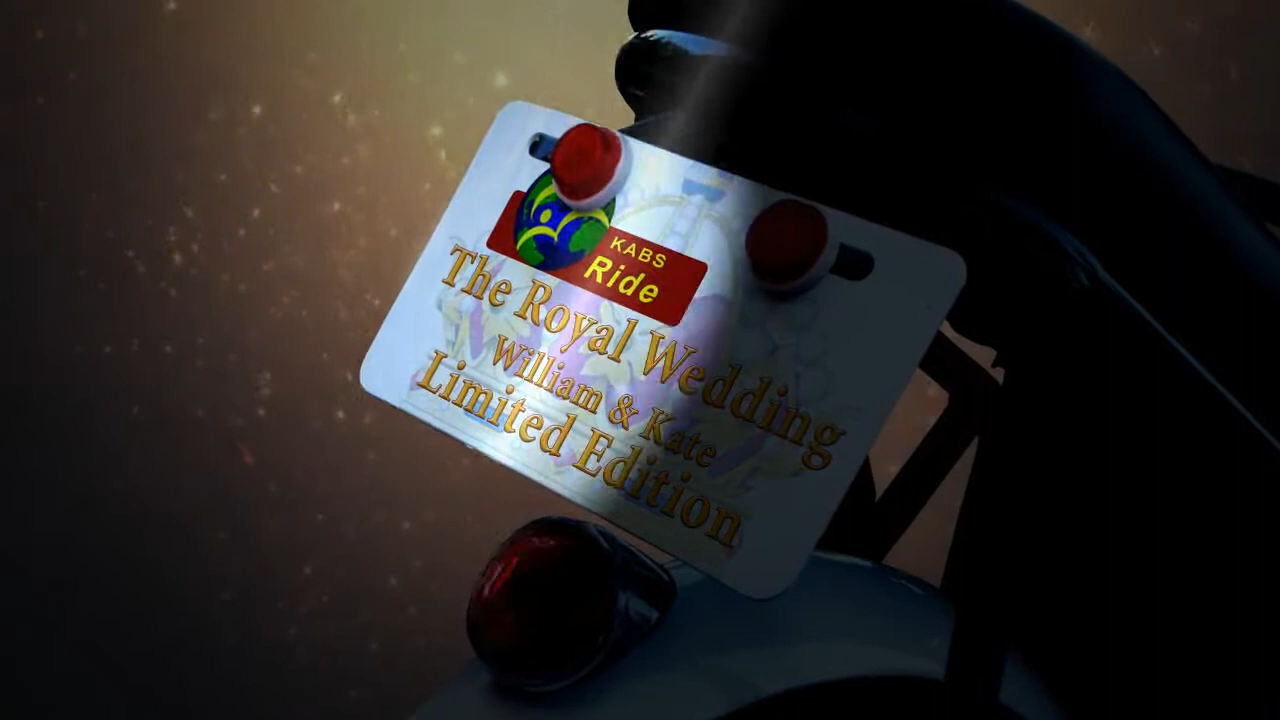 KABS
Ride
The Royal Wedding
William & Kate
Limited Edition